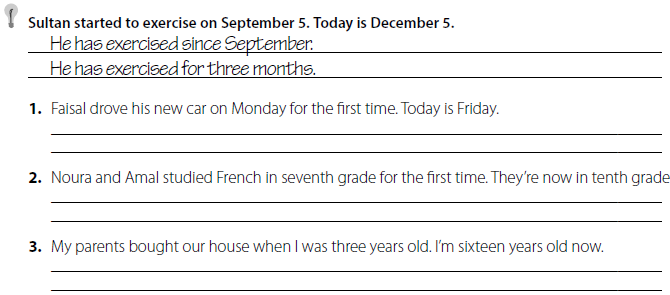 Sultan started to exercise on September 5. Today is December 5.
He has exercised since September.
He has exercised for three months.
1. Faisal drove his new car on Monday for the first time. Today is Friday.
2. Noura and Amal studied French in seventh grade for the first time. They're now in tenth grade
3. My parents bought our house when I was three years old. I'm sixteen years old now.